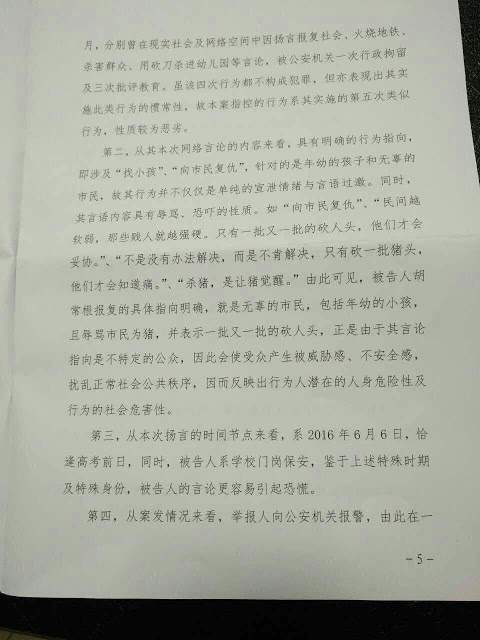 月，分别曾在现实社会及网络空间中因扬言报复社会、火烧地铁、
杀害群众、用砍刀杀进幼儿园等言论，被公安机关一次行政拘留
及三次批评教育。虽该四次行为都不构成犯罪，但亦表现出其实
施此类行为的惯常性，故本案指控的行为系其实施的第五次类似
行为，性质较为恶劣。
第二，从其本次网络言论的内容来看，具有明确的行为指向，
即涉及“找小孩”、“向市民复仇”，针对的是年幼的孩子和无辜的
市民，故其行为并不仅仅是单纯的宣泄情绪与言语过激。同时，
其言语内容具有辱骂、恐吓的性质。如“向市民复仇”、“民间越
软弱，那些贱人就越强硬。只有一批又一批的砍人头，他们才会
妥协。”、“不是没有办法解决，而是不肯解决，只有砍一批猪头，
他们才会知道痛。”、“杀猪，是让猪觉醒。”由此可见，被告人胡
常根报复的具体指向明确，就是无辜的市民，包括年幼的小孩，
且辱骂市民为猪，并表示一批又一批的砍人头，正是由于其言论
指向是不特定的公众，因此会使受众产生被威胁感、不安全感，
扰乱正常社会公共秩序，因而反映出行为人潜在的人身危险性及
行为的社会危害性。
第三，从本次扬言的时间节点来看，系 2016 年 6 月 6 日，恰
逢高考前日，同时，被告人系学校门岗保安，鉴于上述特殊时期
及特殊身份，被告人的言论更容易引起恐慌。
第四，从案发情况来看，举报人向公安机关报警，由此在一
－5－